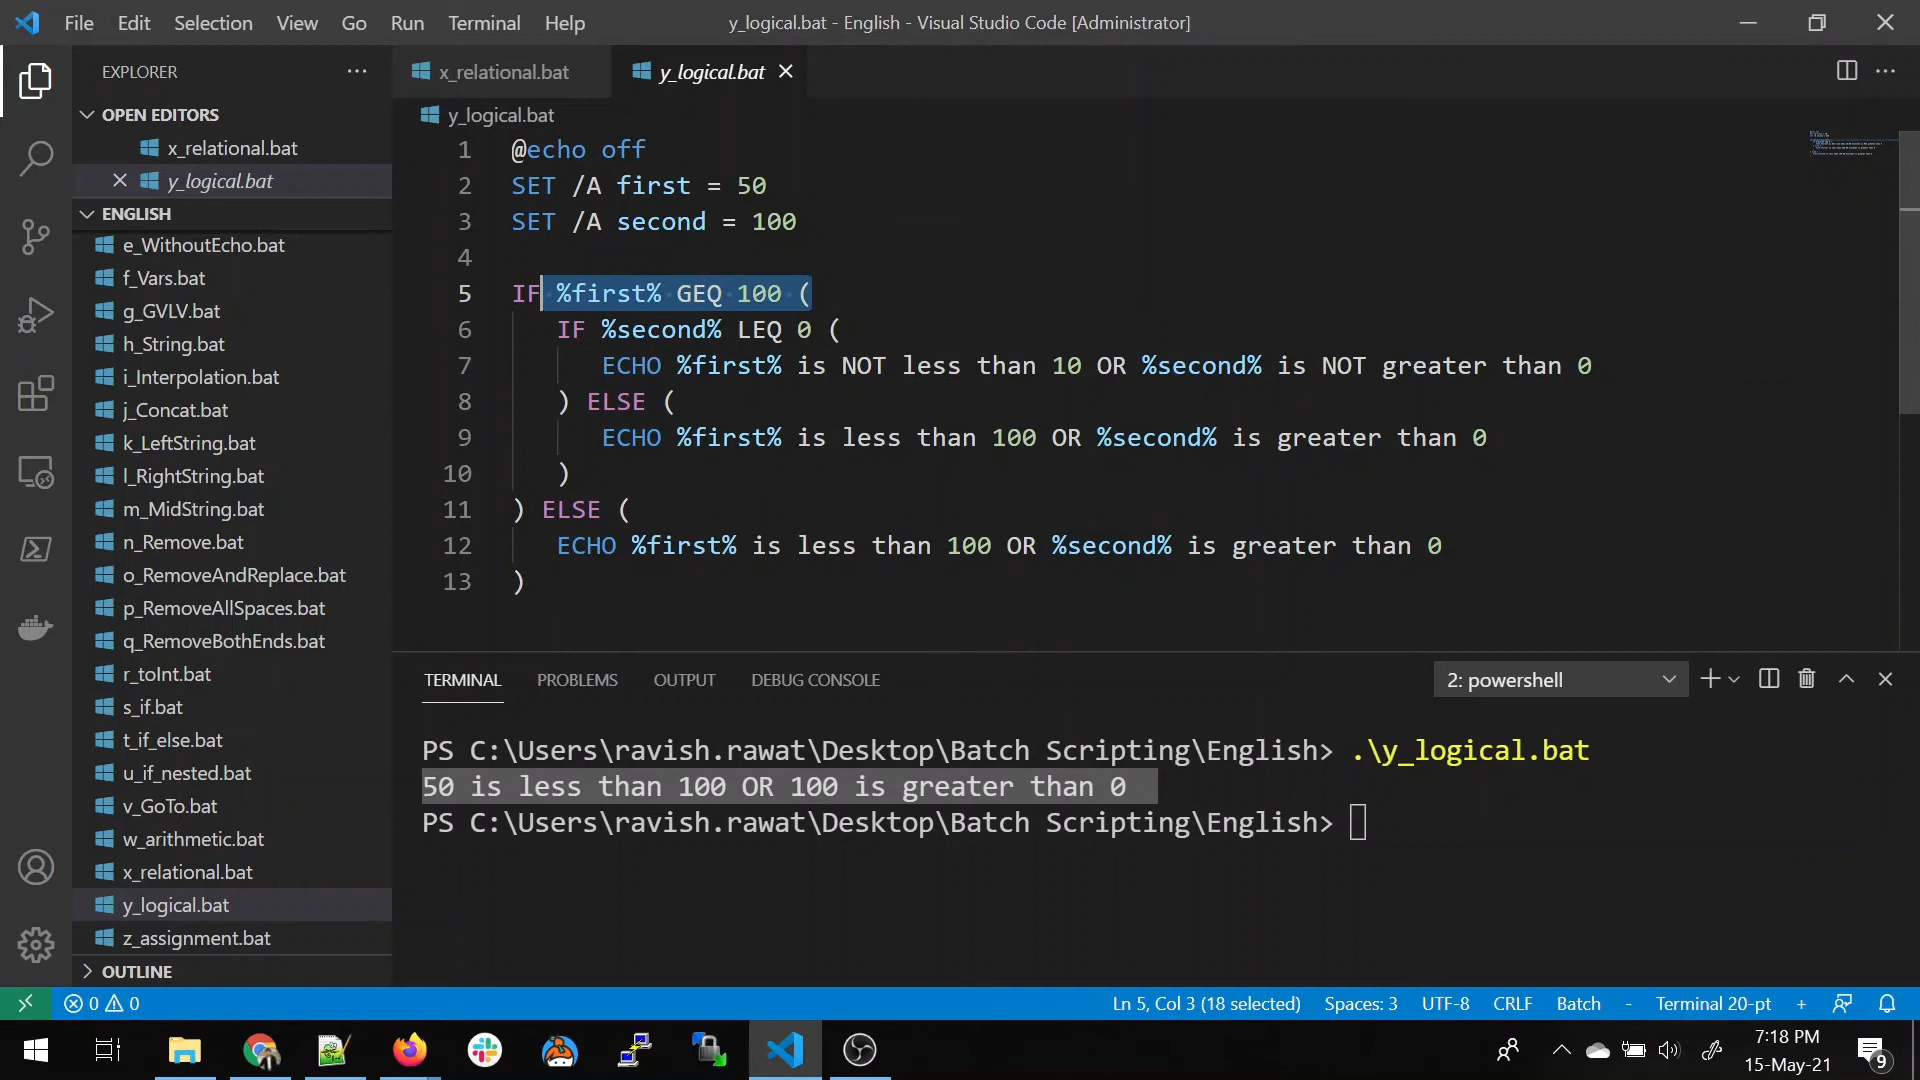 File Edit Selection View Go Run Terminal Help
y_logical.bat - English - Visual Studio Code [Administrator]
EXPLORER
OPEN EDITORS
x_relational.bat
y_logical.bat
ENGLISH
e_WithoutEcho.bat
f_Vars.bat
g_GVLV.bat
h_String.bat
i_Interpolation.bat
j_Concat.bat
k_LeftString.bat
l_RightString.bat
m_MidString.bat
n_Remove.bat
o_RemoveAndReplace.bat
p_RemoveAllSpaces.bat
q_RemoveBothEnds.bat
r_toInt.bat
s_if.bat
t_if_else.bat
u_if_nested.bat
v_GoTo.bat
w_arithmetic.bat
x_relational.bat
y_logical.bat
z_assignment.bat
OUTLINE
x_relational.bat y_logical.bat
y_logical.bat
1 @echo off
2 SET /A first = 50
3 SET /A second = 100
4
5 IF %first% GEQ 100 (
6 IF %second% LEQ 0 (
7 ECHO %first% is NOT less than 10 OR %second% is NOT greater than 0
8 ) ELSE (
9 ECHO %first% is less than 100 OR %second% is greater than 0
10 )
11 ) ELSE (
12 ECHO %first% is less than 100 OR %second% is greater than 0
13 )
TERMINAL PROBLEMS OUTPUT DEBUG CONSOLE 2: powershell
PS C:\Users\ravish.rawat\Desktop\Batch Scripting\English> .\y_logical.bat
50 is less than 100 OR 100 is greater than 0
PS C:\Users\ravish.rawat\Desktop\Batch Scripting\English>
0 0 Ln 5, Col 3 (18 selected) Spaces: 3 UTF-8 CRLF Batch - Terminal 20-pt +
7:18 PM
15-May-21
9